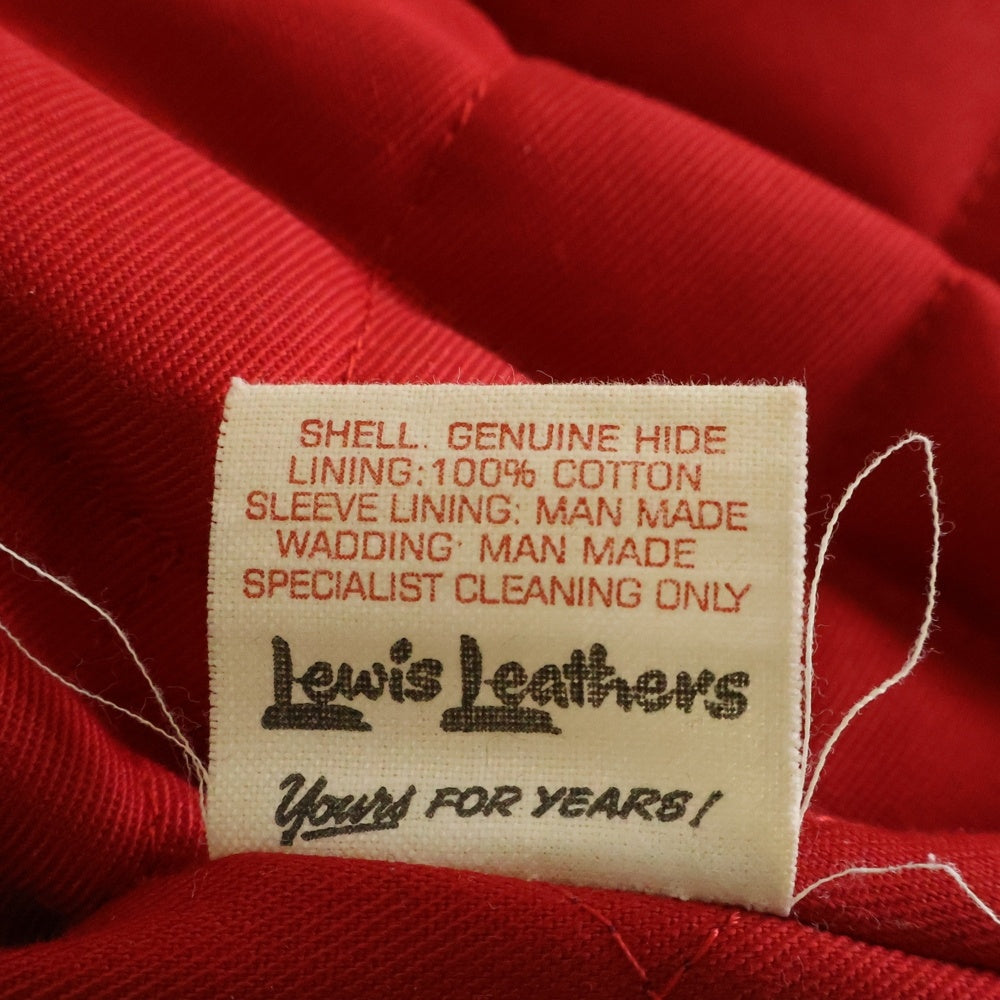 SHELL. GENUINE HIDE
LINING: 100% COTTON
SLEEVE LINING: MAN MADE
WADDING: MAN MADE
SPECIALIST CLEANING ONLY
Lewis Leathers
Yours FOR YEARS!